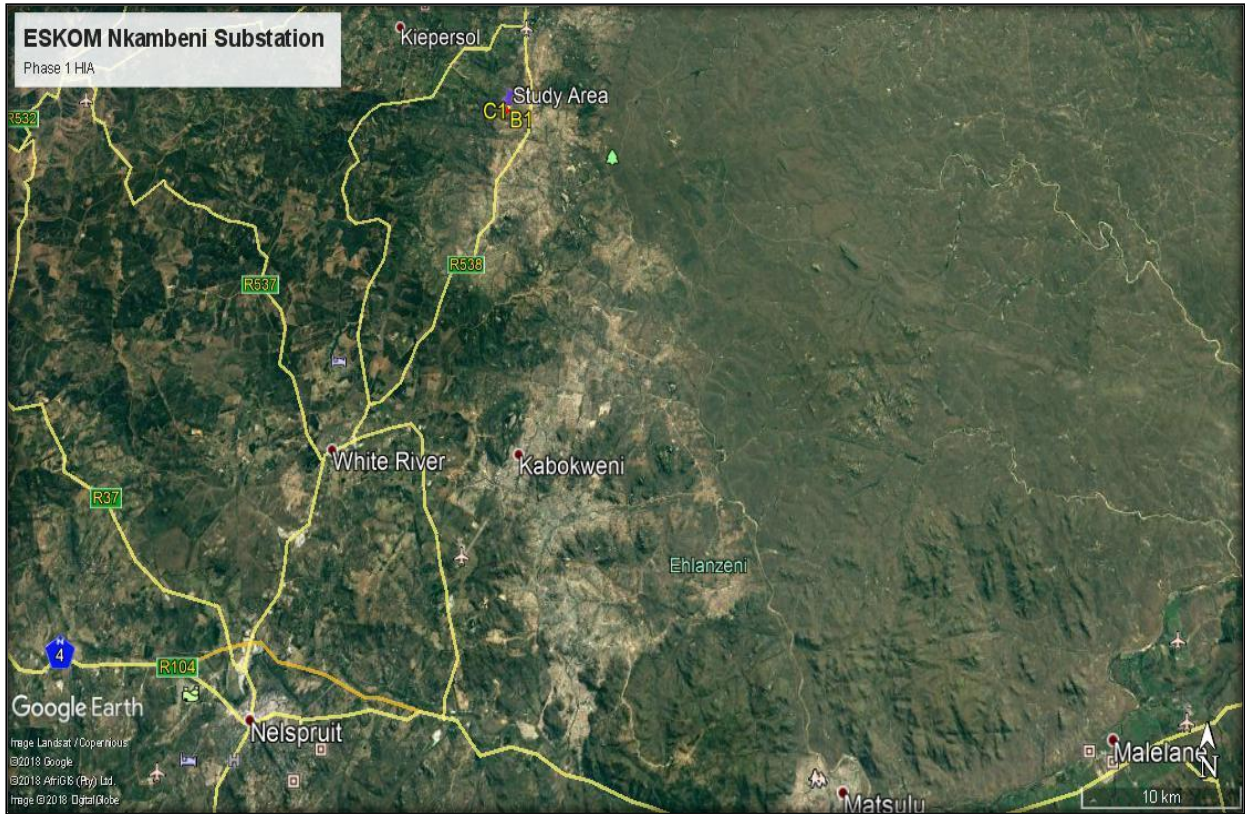 ESKOM Nkambeni Substation
Phase 1 HIA
Kiepersol
Study Area
C1 B1
R532
R538
R537
White River
Kabokweni
R37
Ehlanzeni
N
4
R104
Google Earth
Nelspruit
Image Landsat / Copernicus
©2018 Google
©2018 AfriGIS (Pty) Ltd.
Image © 2018 DigitalGlobe
H
Malelane
N
Matsulu
10 km